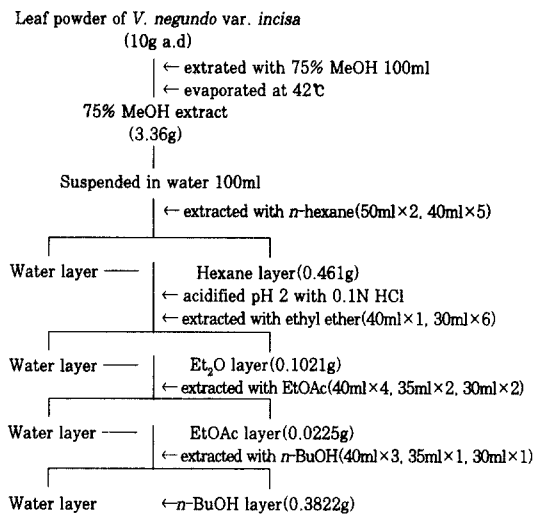 Leaf powder of V. negundo var. incisa
(10g a.d)
← extrated with 75% MeOH 100ml
← evaporated at 42℃
75% MeOH extract
(3.36g)
Suspended in water 100ml
← extracted with n-hexane(50ml×2, 40ml×5)
Water layer Hexane layer(0.461g)
← acidified pH 2 with 0.1N HCl
← extracted with ethyl ether(40ml×1, 30ml×6)
Water layer Et₂O layer(0.1021g)
← extracted with EtOAc(40ml×4, 35ml×2, 30ml×2)
Water layer EtOAc layer(0.0225g)
← extracted with n-BuOH(40ml×3, 35ml×1, 30ml×1)
Water layer ←n-BuOH layer(0.3822g)